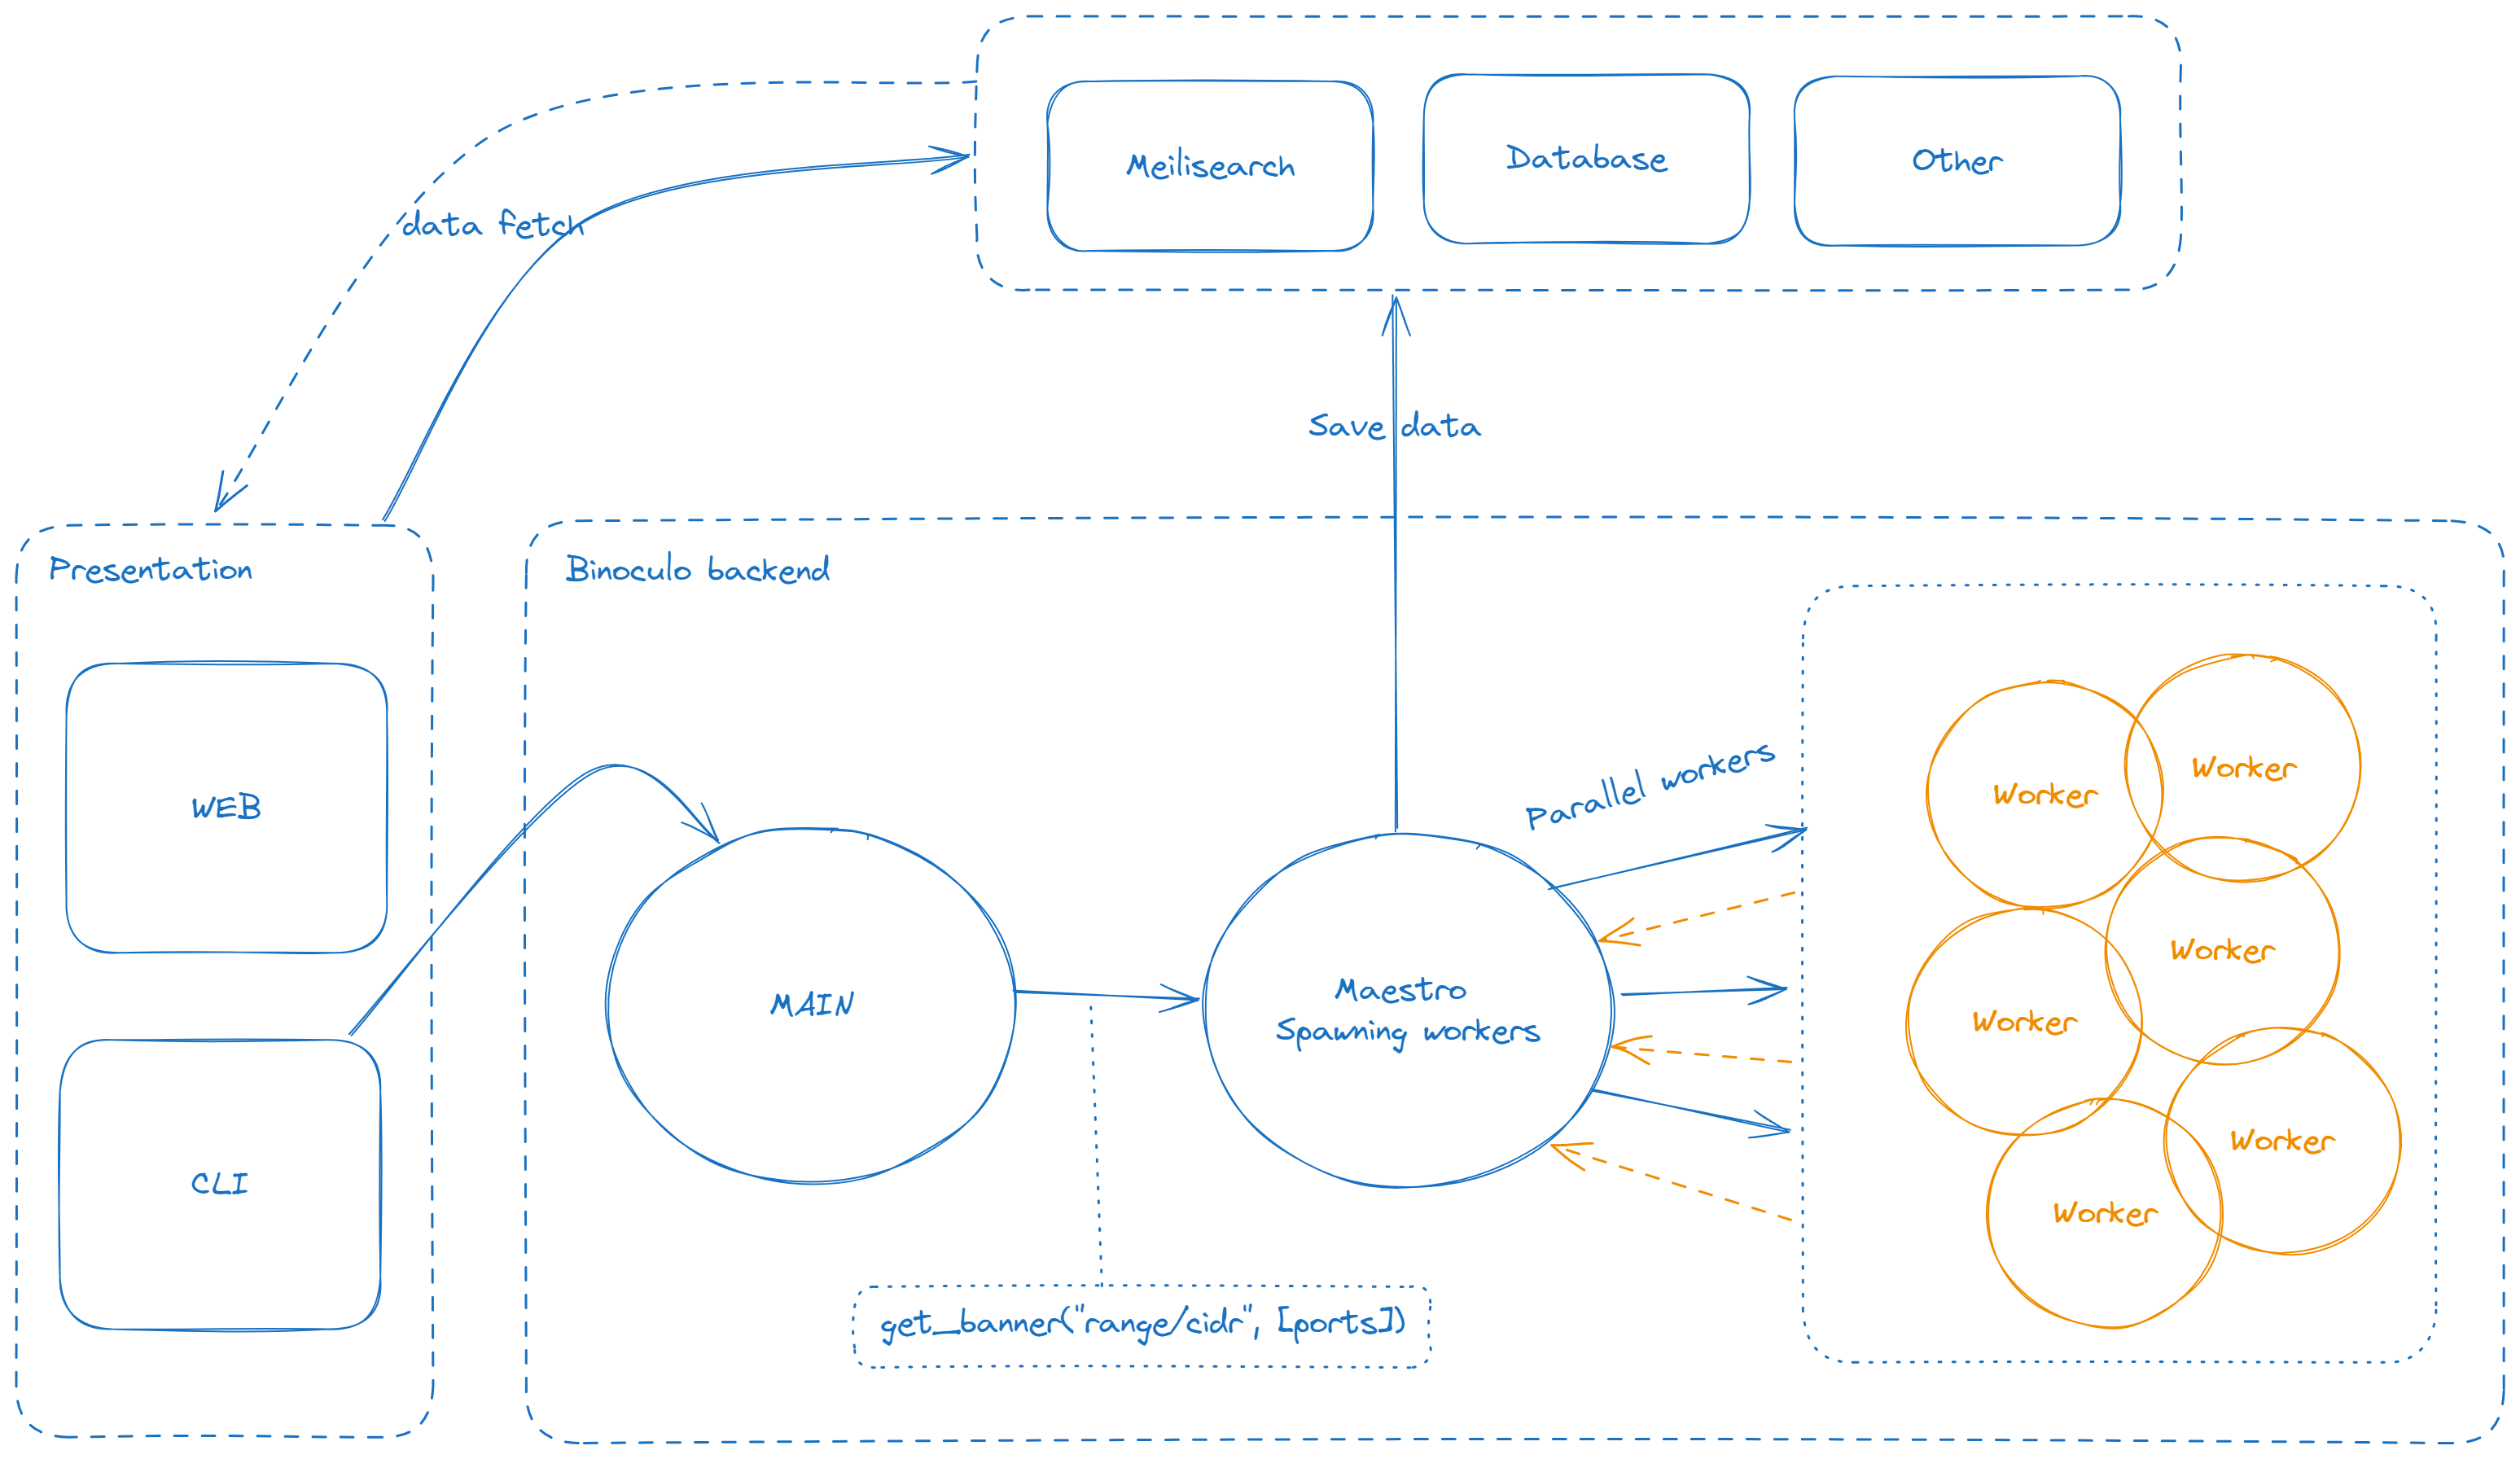 Meilisearch
Database
Other
data fetch
Save data
Presentation
Binoculo backend
WEB
CLI
MAIN
Maestro
Spawning workers
Parallel workers
Worker
Worker
Worker
Worker
Worker
Worker
get_banner("range/cidr", [ports])